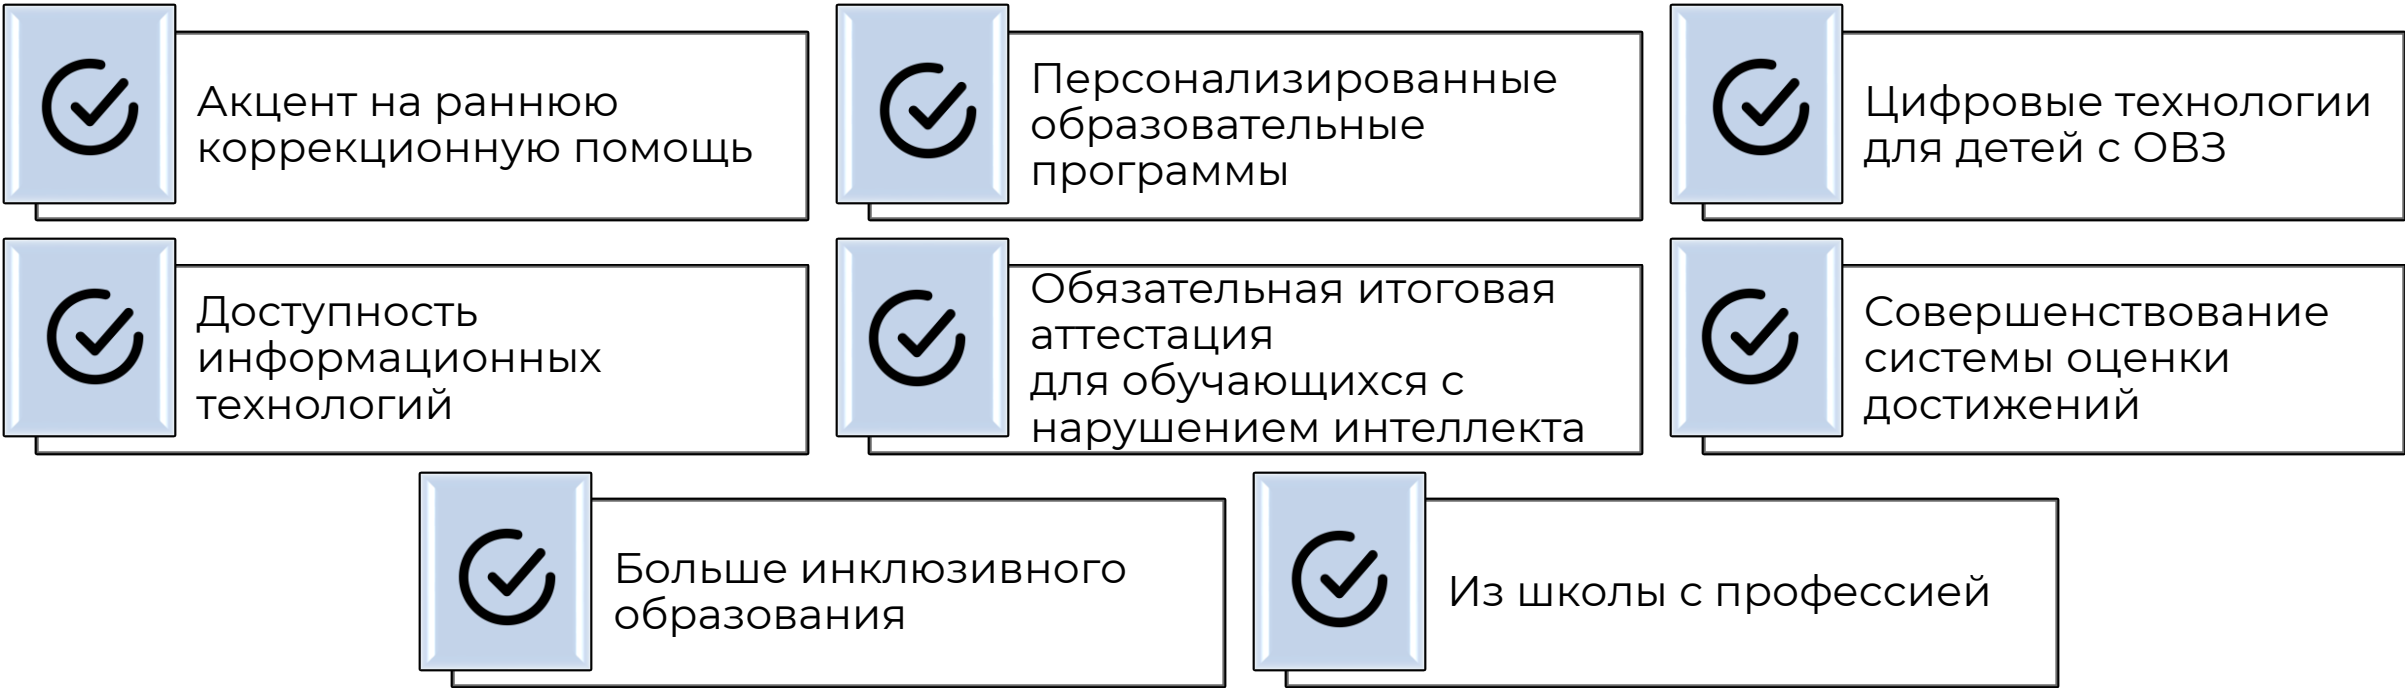 Акцент на раннюю
коррекционную помощь
Персонализированные
образовательные
программы
Цифровые технологии
для детей с ОВЗ
Доступность
информационных
технологий
Обязательная итоговая
аттестация
для обучающихся с
нарушением интеллекта
Совершенствование
системы оценки
достижений
Больше инклюзивного
образования
Из школы с профессией